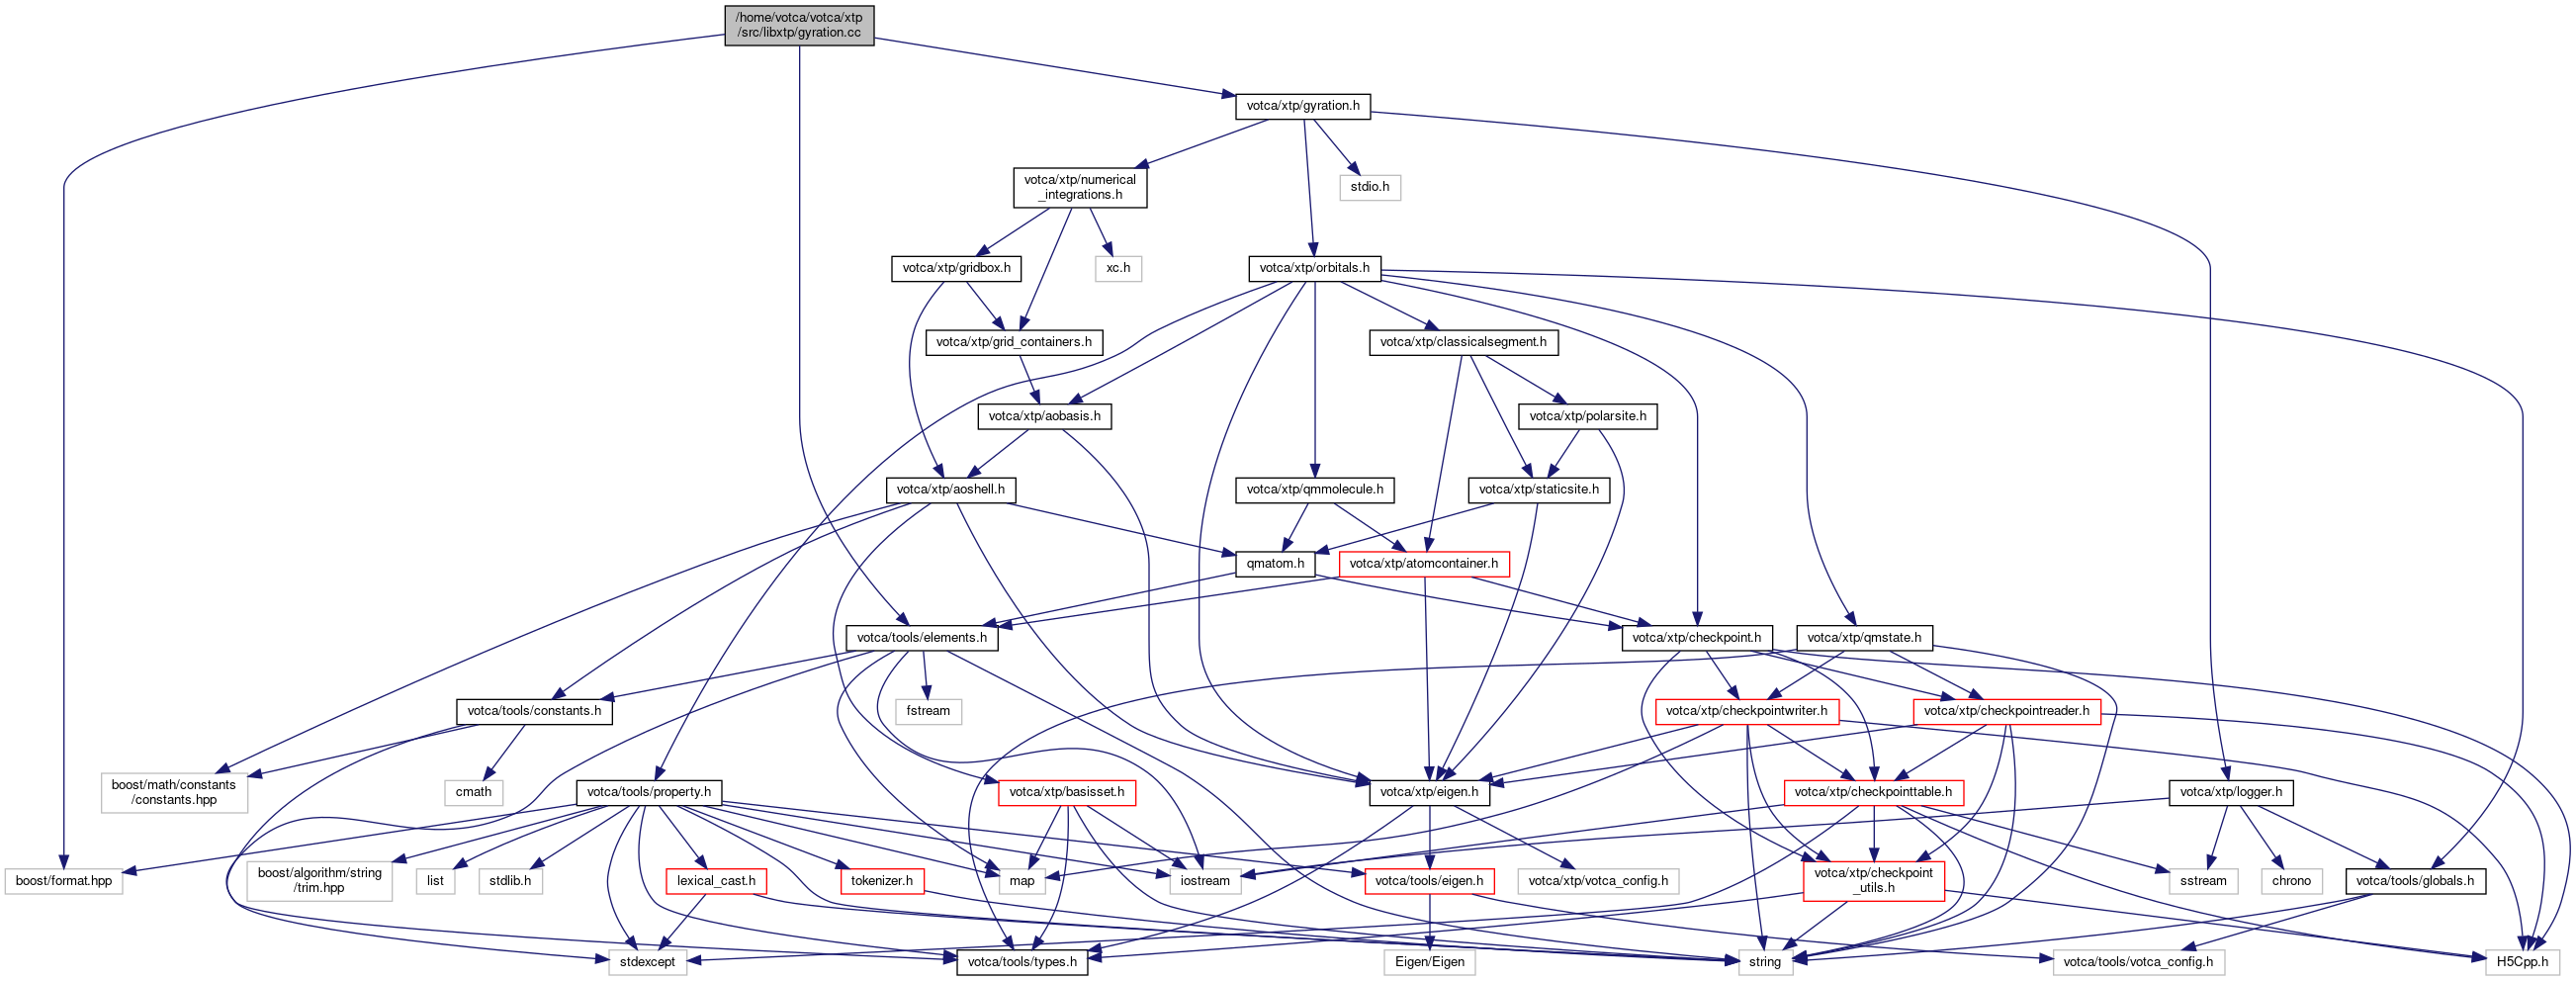 /home/votca/votca/xtp
/src/libxtp/gyration.cc
votca/xtp/gyration.h
votca/xtp/numerical
_integrations.h
stdio.h
votca/xtp/gridbox.h
xc.h
votca/xtp/orbitals.h
votca/xtp/grid_containers.h
votca/xtp/classicalsegment.h
votca/xtp/aobasis.h
votca/xtp/polarsite.h
votca/xtp/aoshell.h
votca/xtp/qmmolecule.h
votca/xtp/staticsite.h
qmatom.h
votca/xtp/atomcontainer.h
votca/tools/elements.h
votca/xtp/checkpoint.h
votca/xtp/qmstate.h
votca/tools/constants.h
fstream
votca/xtp/checkpointwriter.h
votca/xtp/checkpointreader.h
boost/math/constants
/constants.hpp
cmath
votca/tools/property.h
votca/xtp/basisset.h
votca/xtp/eigen.h
votca/xtp/checkpointtable.h
votca/xtp/logger.h
boost/format.hpp
boost/algorithm/string
/trim.hpp
list
stdlib.h
lexical_cast.h
tokenizer.h
map
iostream
votca/tools/eigen.h
votca/xtp/votca_config.h
votca/xtp/checkpoint
_utils.h
sstream
chrono
votca/tools/globals.h
stdexcept
votca/tools/types.h
Eigen/Eigen
string
votca/tools/votca_config.h
H5Cpp.h